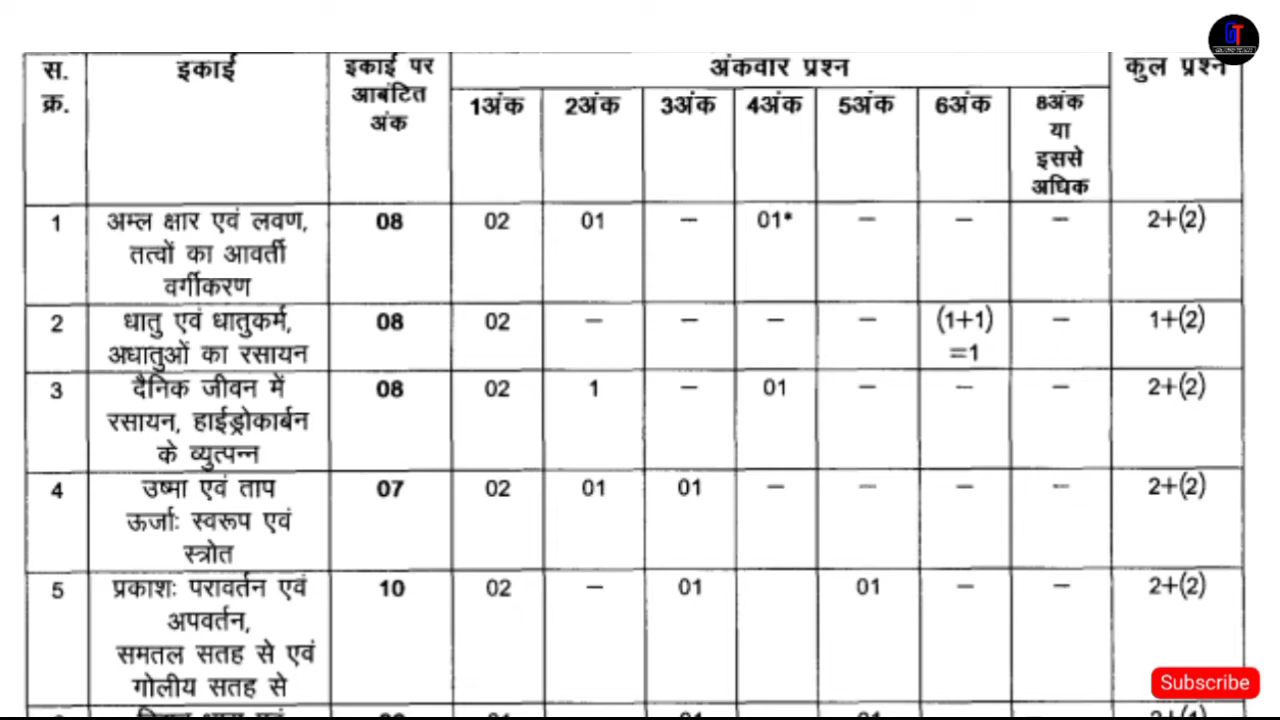 स. क्र. इकाई इकाई पर आबंटित अंक अंकवार प्रश्न कुल प्रश्न
1अंक 2अंक 3अंक 4अंक 5अंक 6अंक 8अंक या इससे अधिक
1 अम्ल क्षार एवं लवण, 08 02 01 – 01* – – – 2+(2)
तत्वों का आवर्ती
वर्गीकरण
2 धातु एवं धातुकर्म, 08 02 – – – – (1+1) – 1+(2)
अधातुओं का रसायन =1
3 दैनिक जीवन में 08 02 1 – 01 – – – 2+(2)
रसायन, हाईड्रोकार्बन
के व्युत्पन्न
4 उष्मा एवं ताप 07 02 01 01 – – – – 2+(2)
ऊर्जाः स्वरूप एवं
स्त्रोत
5 प्रकाशः परावर्तन एवं 10 02 – 01 01 – – 2+(2)
अपवर्तन,
समतल सतह से एवं
गोलीय सतह से
GT
Subscribe